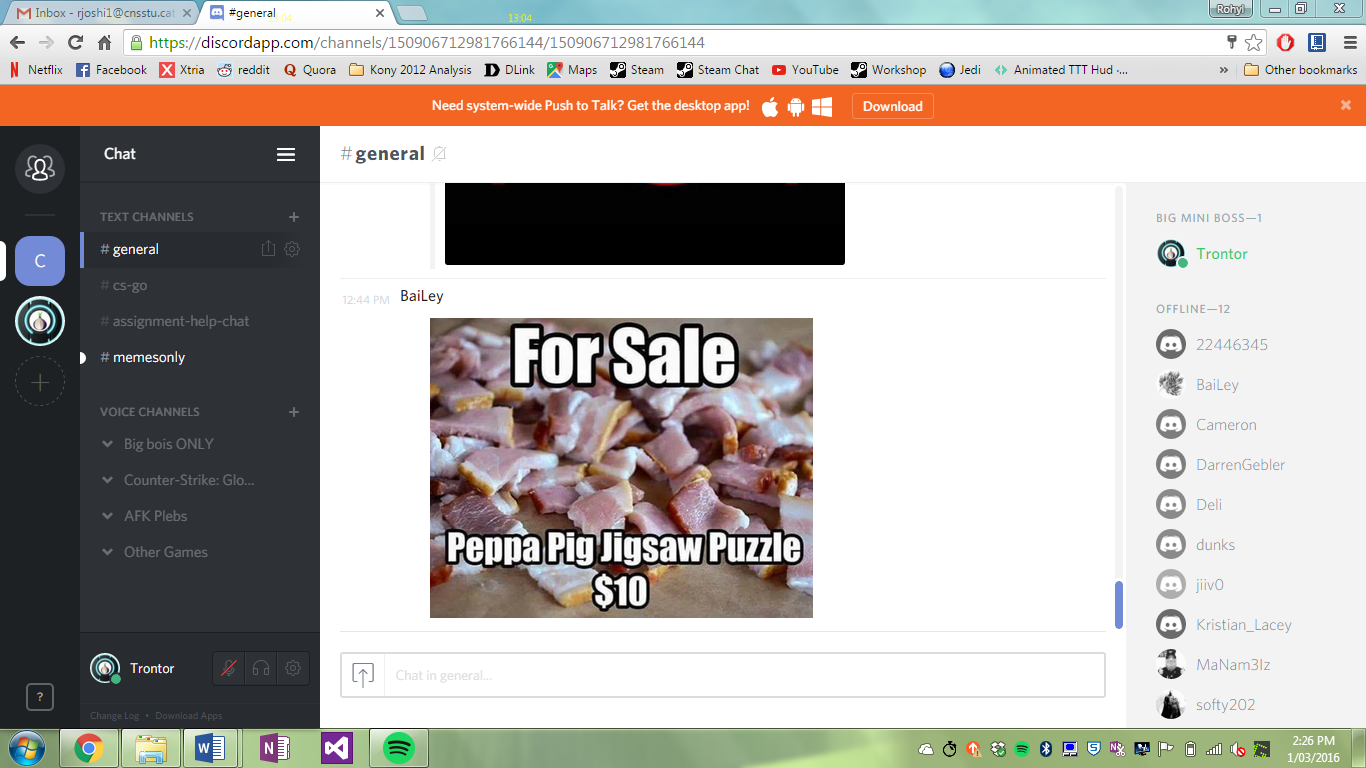 Inbox - rjoshi1@cnsstu.cat
#general
13:04
Rohyl
https://discordapp.com/channels/150906712981766144/150906712981766144
Netflix
Facebook
Xtria
reddit
Quora
Kony 2012 Analysis
DLink
Maps
Steam
Steam Chat
YouTube
Workshop
Jedi
Animated TTT Hud ·...
»
Other bookmarks
Need system-wide Push to Talk? Get the desktop app!
Download
Chat
#general
TEXT CHANNELS
# general
# cs-go
# assignment-help-chat
# memesonly
VOICE CHANNELS
Big bois ONLY
Counter-Strike: Glo...
AFK Plebs
Other Games
C
Trontor
Change Log • Download Apps
?
12:44 PM BaiLey
For Sale
Peppa Pig Jigsaw Puzzle
$10
Chat in general...
BIG MINI BOSS—1
Trontor
OFFLINE—12
22446345
BaiLey
Cameron
DarrenGebler
Deli
dunks
jiiv0
Kristian_Lacey
MaNam3Iz
softy202
2:26 PM
1/03/2016